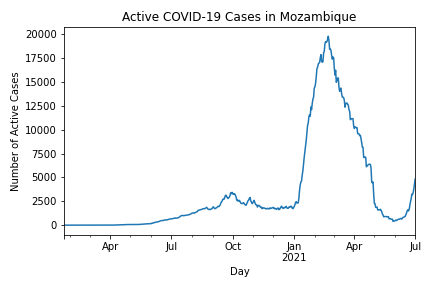 Active COVID-19 Cases in Mozambique
Number of Active Cases
20000
17500
15000
12500
10000
7500
5000
2500
0
Apr
Jul
Oct
Jan
2021
Apr
Jul
Day